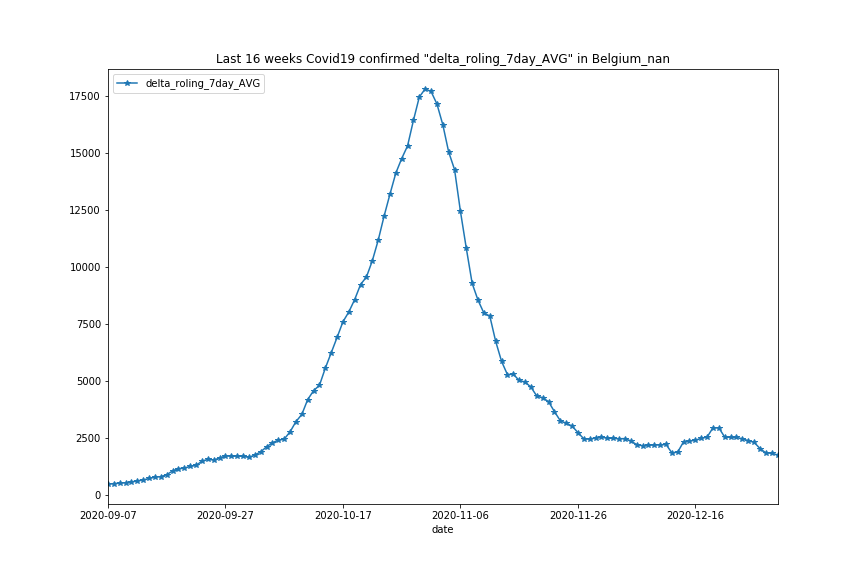 Last 16 weeks Covid19 confirmed "delta_roling_7day_AVG" in Belgium_nan
delta_roling_7day_AVG
17500
15000
12500
10000
7500
5000
2500
0
2020-09-07 2020-09-27 2020-10-17 2020-11-06 2020-11-26 2020-12-16
date